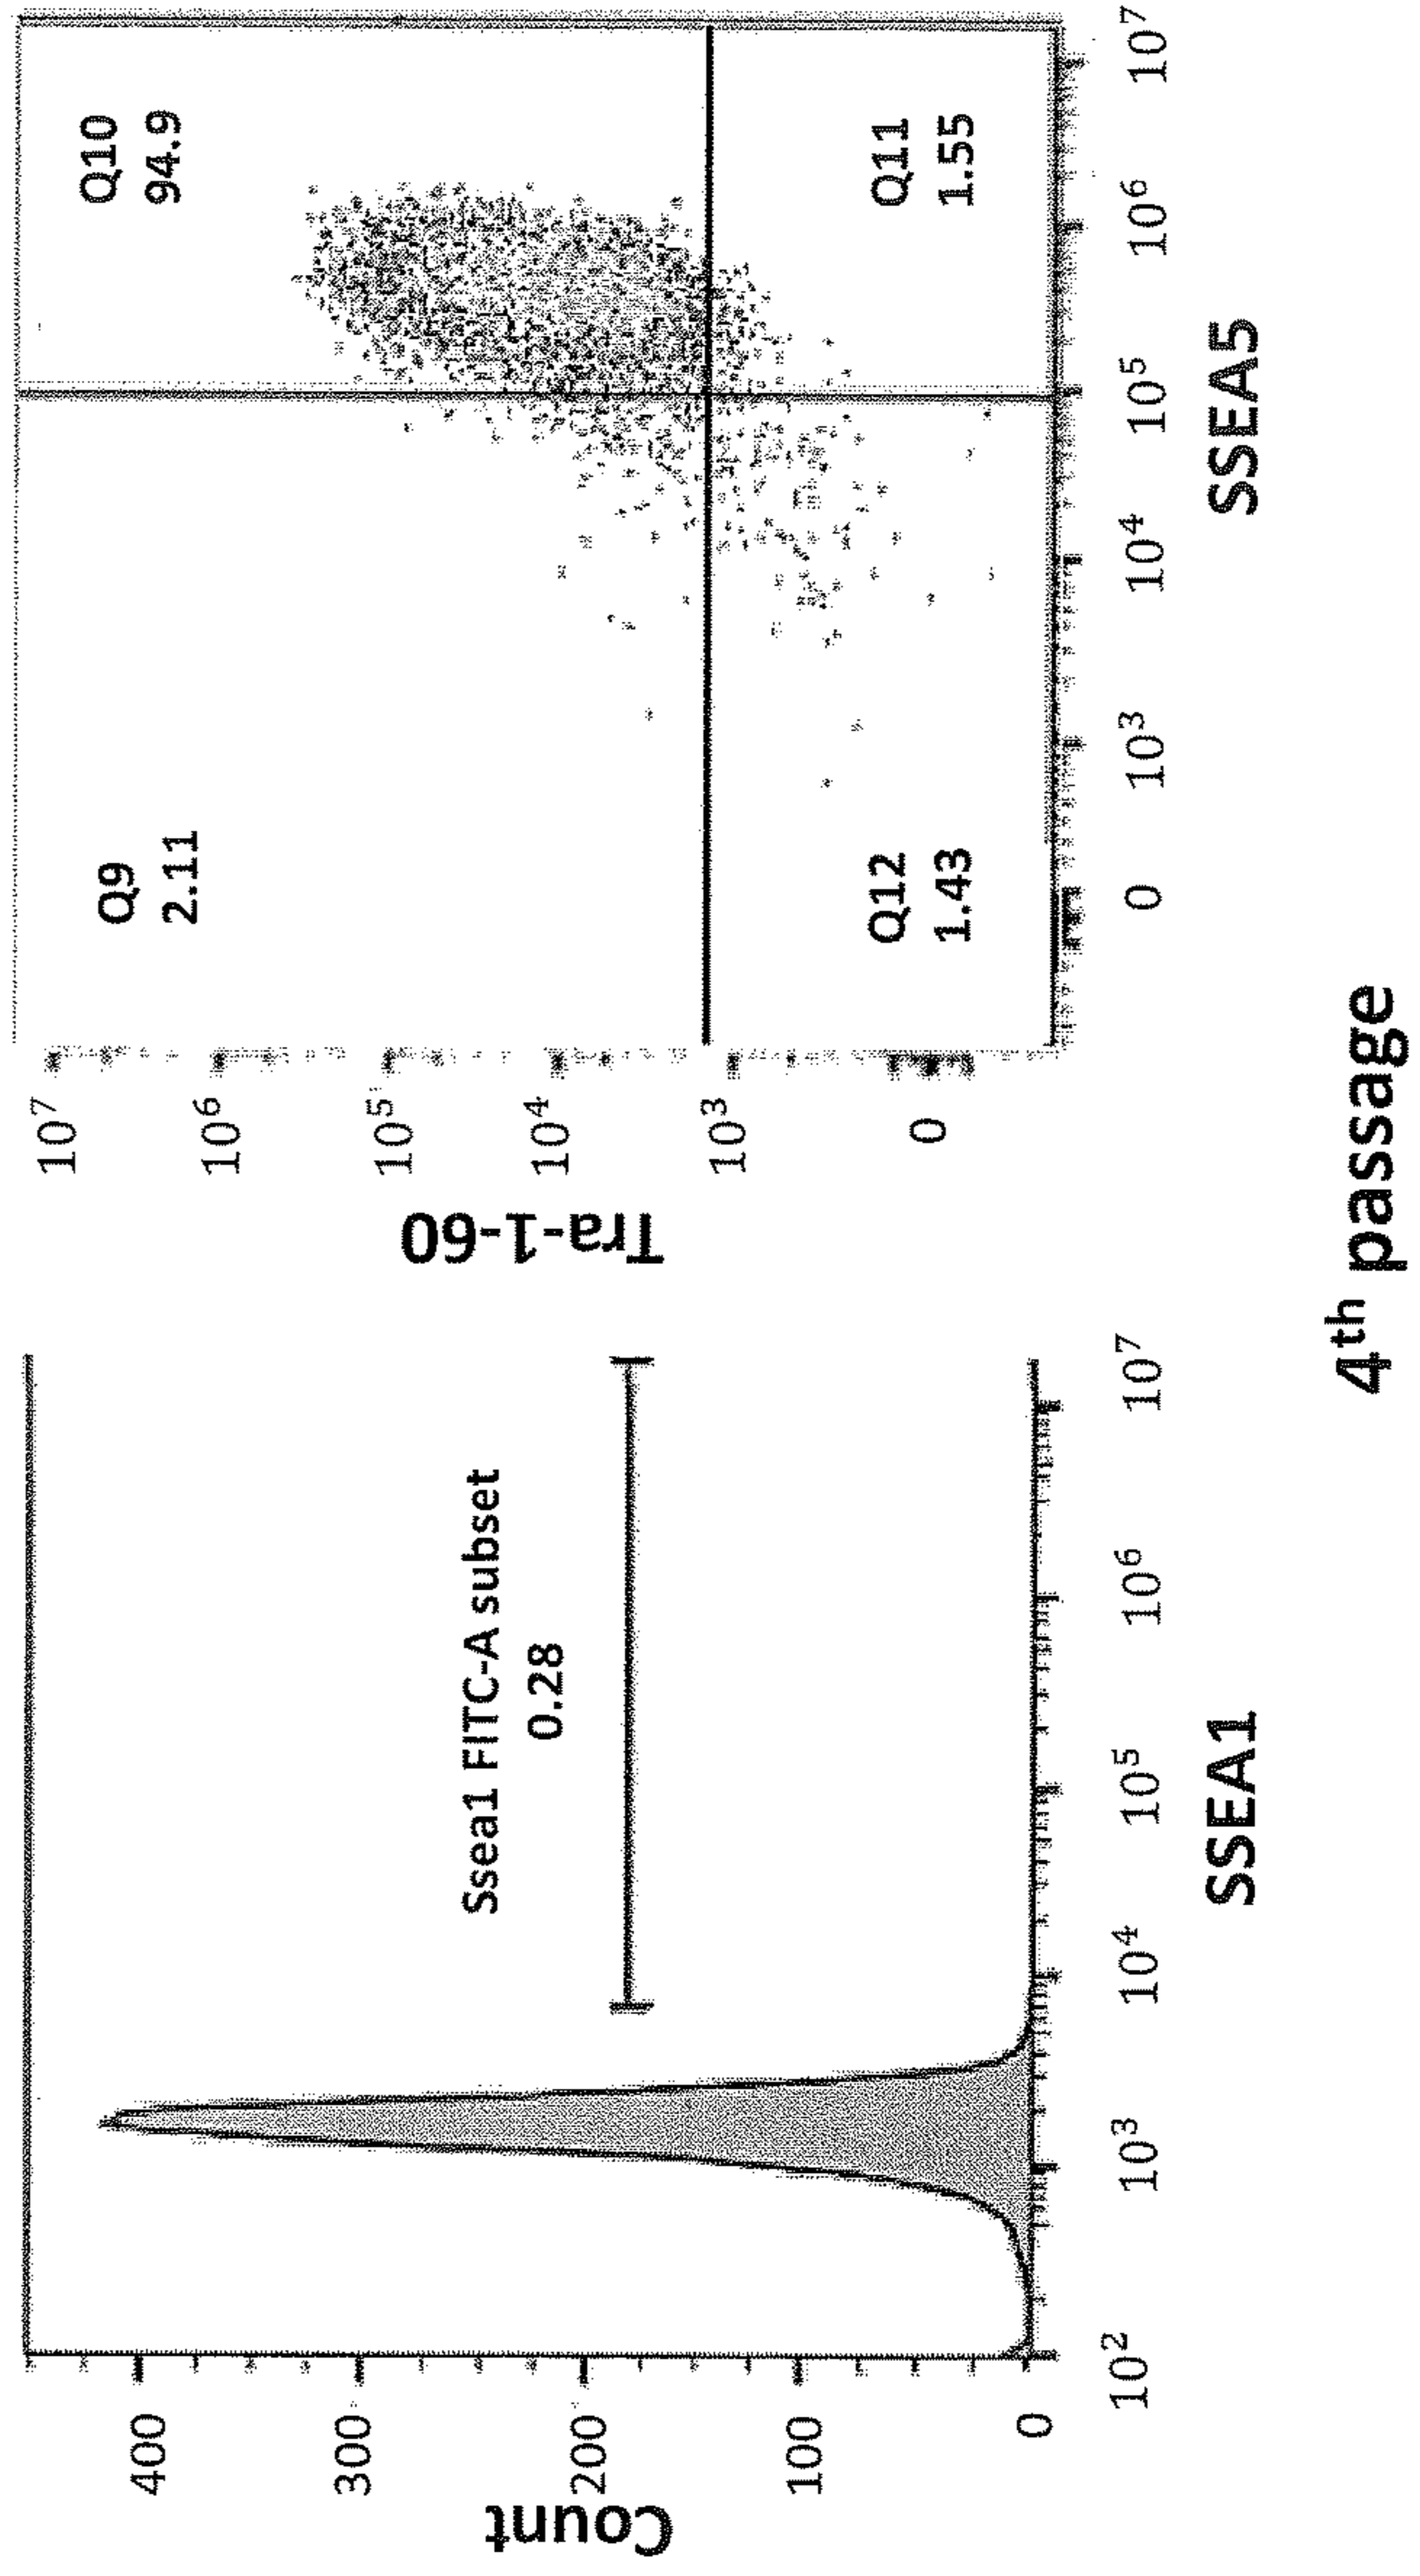 Count
400
300
200
100
0
Ssea1 FITC-A subset
0.28
10²
10³
10⁴
10⁵
10⁶
10⁷
SSEA1
Tra-1-60
10⁷
10⁶
10⁵
10⁴
10³
0
Q9
2.11
Q10
94.9
Q12
1.43
Q11
1.55
0
10³
10⁴
10⁵
10⁶
10⁷
SSEA5
4ᵗʰ passage